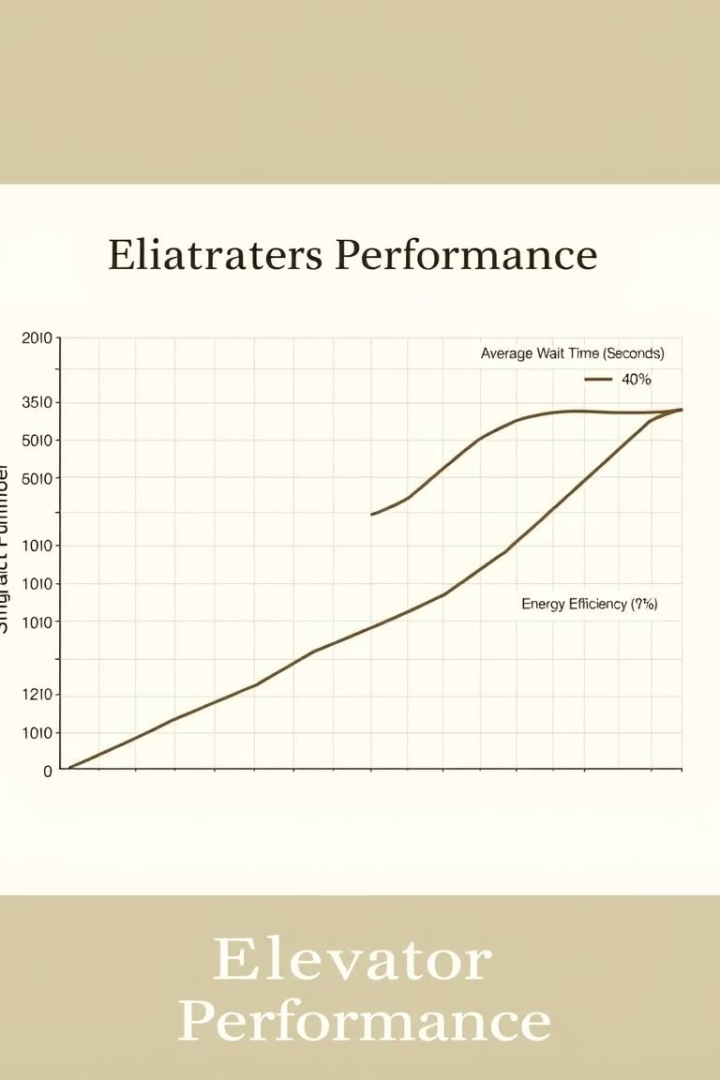 Eliatraters Performance
2010
Average Wait Time (Seconds)
40%
3510
5010
6010
1010
1010
Energy Efficiency (?%)
1010
1210
1010
0
Elevator
Performance